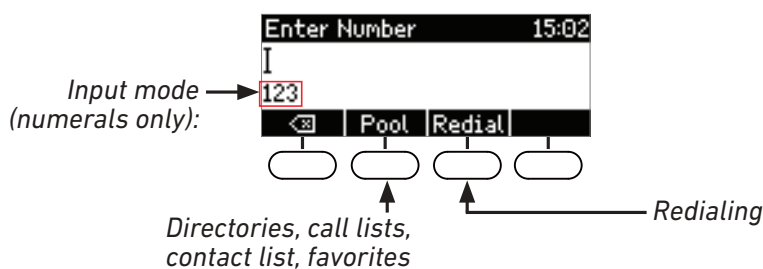 Enter Number 15:02
Input mode
(numerals only):
123
Pool Redial
Directories, call lists,
contact list, favorites
Redialing